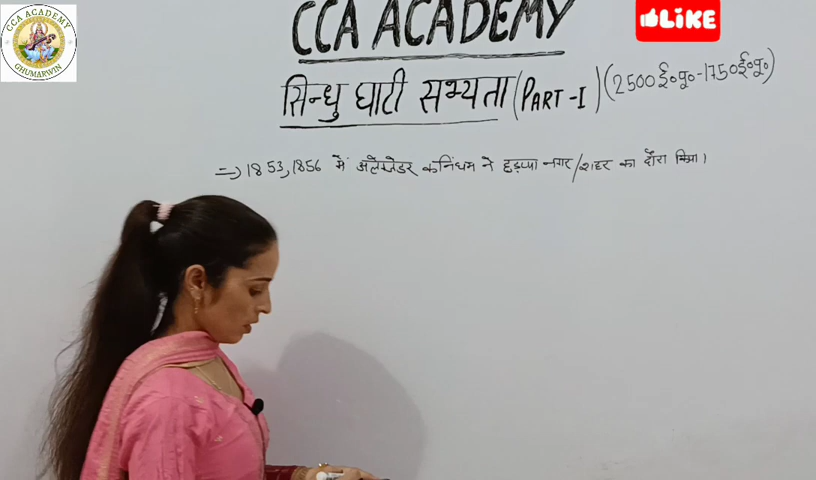 CCA ACADEMY
GHUMARWIN
LIKE
CCA ACADEMY
सिन्धु घाटी सभ्यता (PART-I) (2500 ई०पू०-1750 ई०पू०)
=> 1853, 1856 में अलेक्जेंडर कनिंघम ने हड़प्पा नगर/शहर का दौरा किया।